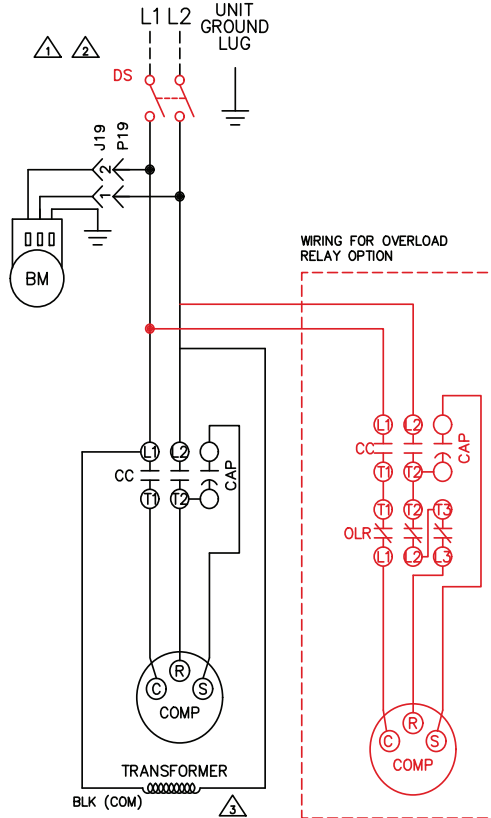 L1 L2
UNIT
GROUND
LUG
1 2
DS
J19 P19
2
1
BM
WIRING FOR OVERLOAD
RELAY OPTION
L1 L2
CC
CAP
T1 T2
T1 T2 T3
OLR
L1 L2 L3
L1 L2
CC
CAP
T1 T2
R
C S
COMP
R
C S
COMP
TRANSFORMER
BLK (COM)
3